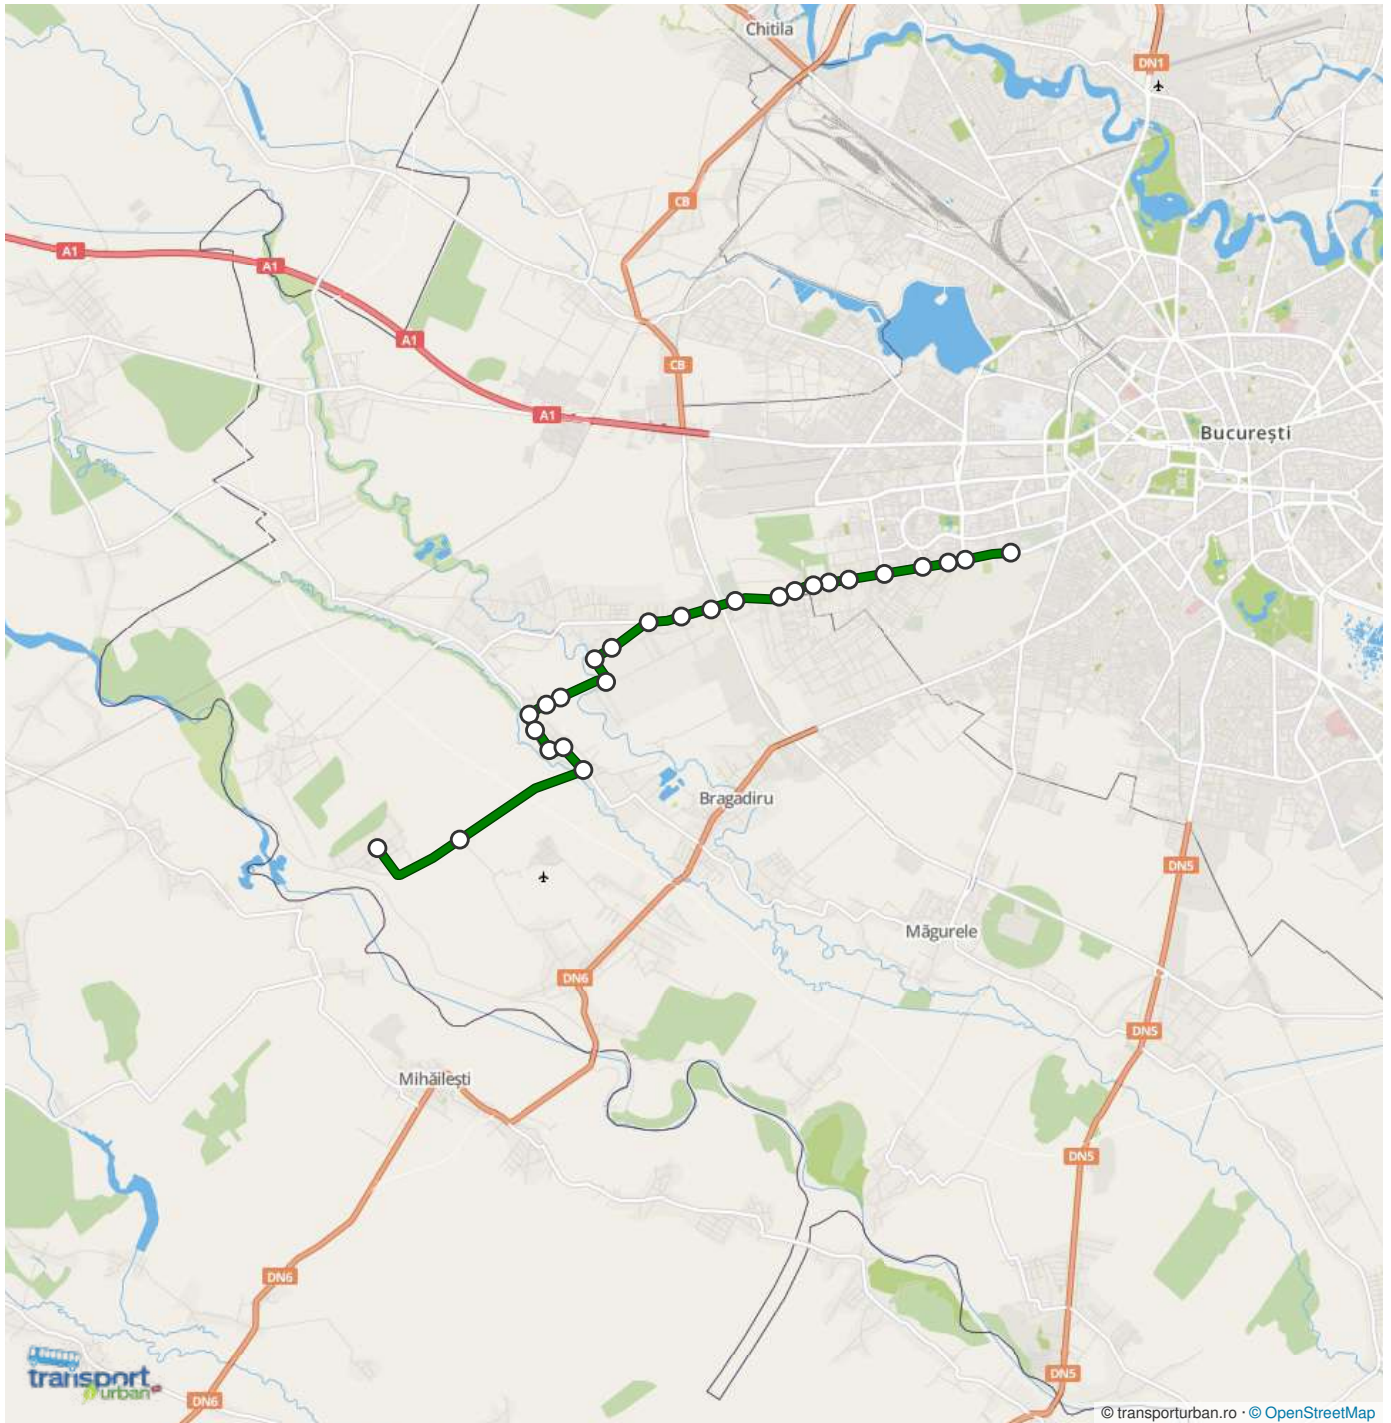 Chitila
DN1
CB
A1
A1
A1
CB
A1
București
Bragadiru
DN5
Măgurele
DN6
DN5
Mihăilești
DN5
DN6
DN5
DN6
transport
urban
© transporturban.ro · © OpenStreetMap